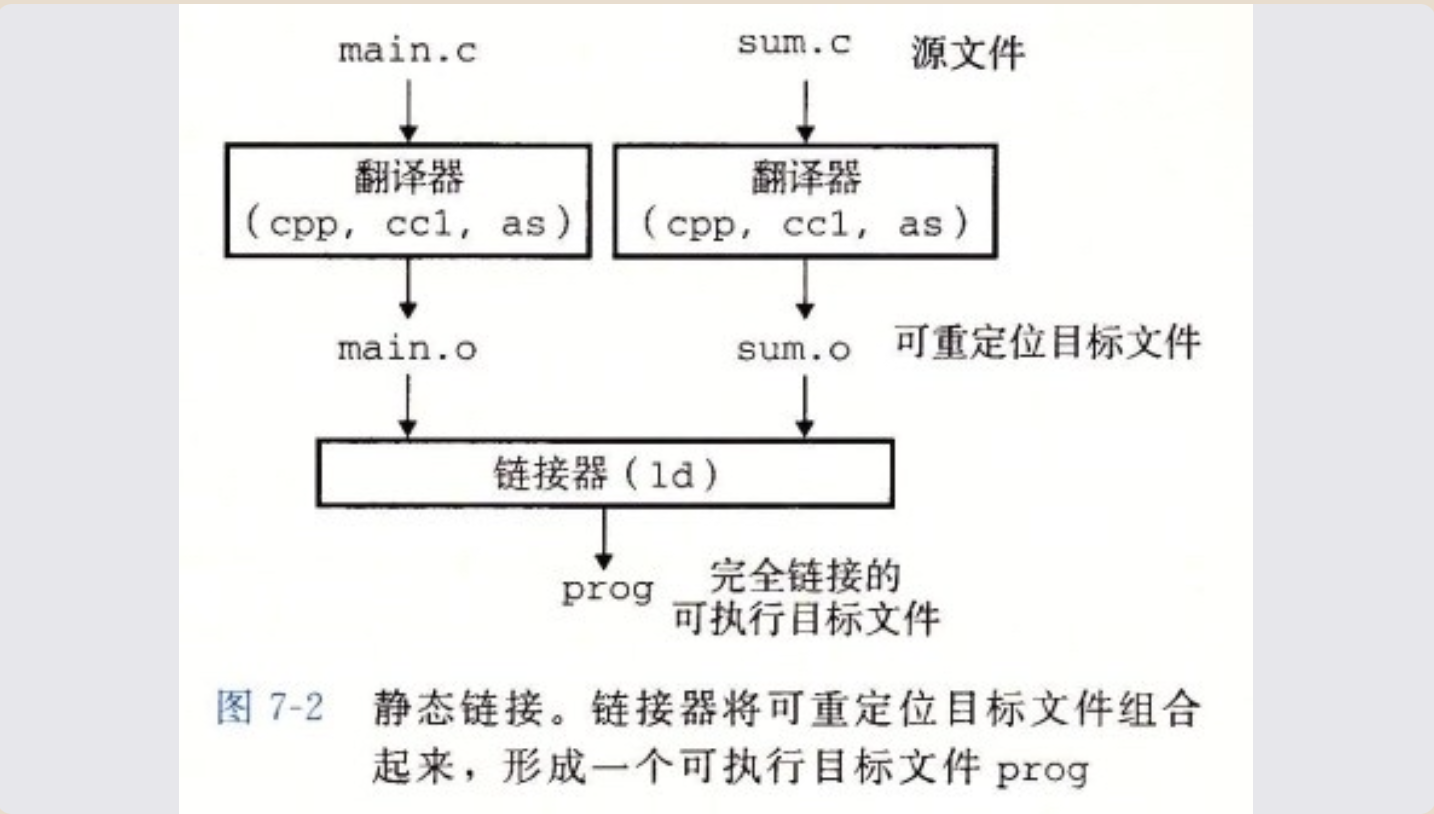 main.c
sum.c
源文件
翻译器
(cpp, cc1, as)
翻译器
(cpp, cc1, as)
main.o
sum.o
可重定位目标文件
链接器(ld)
prog
完全链接的
可执行目标文件
图 7-2 静态链接。链接器将可重定位目标文件组合
起来，形成一个可执行目标文件 prog